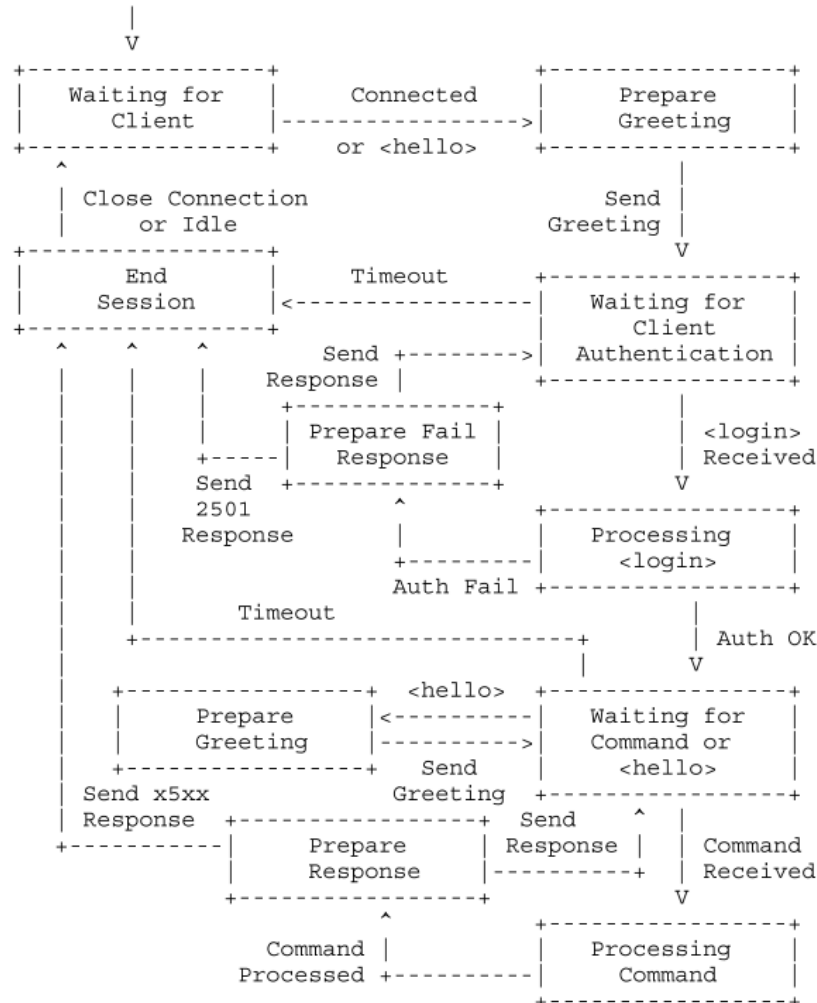 |
V
+-----------------+                  +-----------------+
|   Waiting for   |     Connected    |     Prepare     |
|      Client     |----------------->|     Greeting    |
+-----------------+    or <hello>    +-----------------+
   ^                                           |
   | Close Connection                     Send |
   |     or Idle                      Greeting |
+-----------------+                            V
|       End       |     Timeout      +-----------------+
|     Session     |<-----------------|   Waiting for   |
+-----------------+                  |      Client     |
   ^    ^    ^        Send +-------->|  Authentication |
   |    |    |    Response |         +-----------------+
   |    |    |     +--------------+            |
   |    |    |     | Prepare Fail |            | <login>
   |    |    +-----|   Response   |            | Received
   |    |    Send  +--------------+            V
   |    |    2501          ^         +-----------------+
   |    |   Response       |         |   Processing    |
   |    |                  +---------|     <login>     |
   |    |                  Auth Fail +-----------------+
   |    |       Timeout                         |
   |    +-------------------------------+       | Auth OK
   |                                    |       V
   |   +-----------------+  <hello>  +-----------------+
   |   |     Prepare     |<----------|   Waiting for   |
   |   |     Greeting    |---------->|   Command or    |
   |   +-----------------+   Send    |     <hello>     |
   | Send x5xx             Greeting  +-----------------+
   | Response  +-----------------+  Send    ^  |
   +-----------|     Prepare     | Response |  | Command
               |     Response    |----------+  | Received
               +-----------------+             V
                          ^          +-----------------+
                  Command |          |   Processing    |
                Processed +----------|     Command     |
                                     +-----------------+